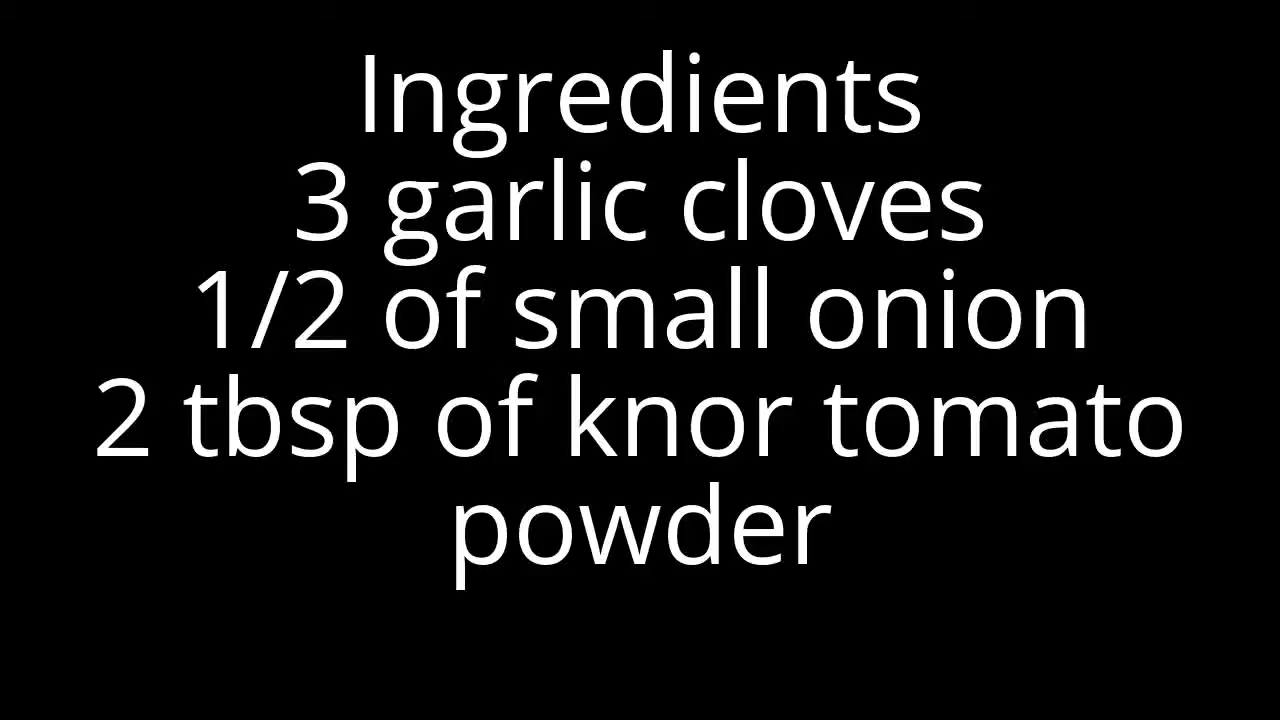 Ingredients
3 garlic cloves
1/2 of small onion
2 tbsp of knor tomato
powder